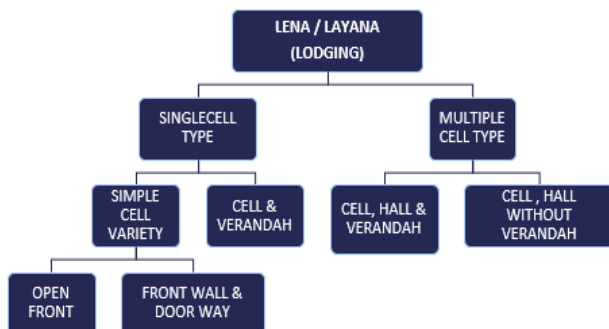 LENA / LAYANA
(LODGING)
SINGLECELL
TYPE
MULTIPLE
CELL TYPE
SIMPLE
CELL
VARIETY
CELL &
VERANDAH
CELL, HALL &
VERANDAH
CELL , HALL
WITHOUT
VERANDAH
OPEN
FRONT
FRONT WALL &
DOOR WAY